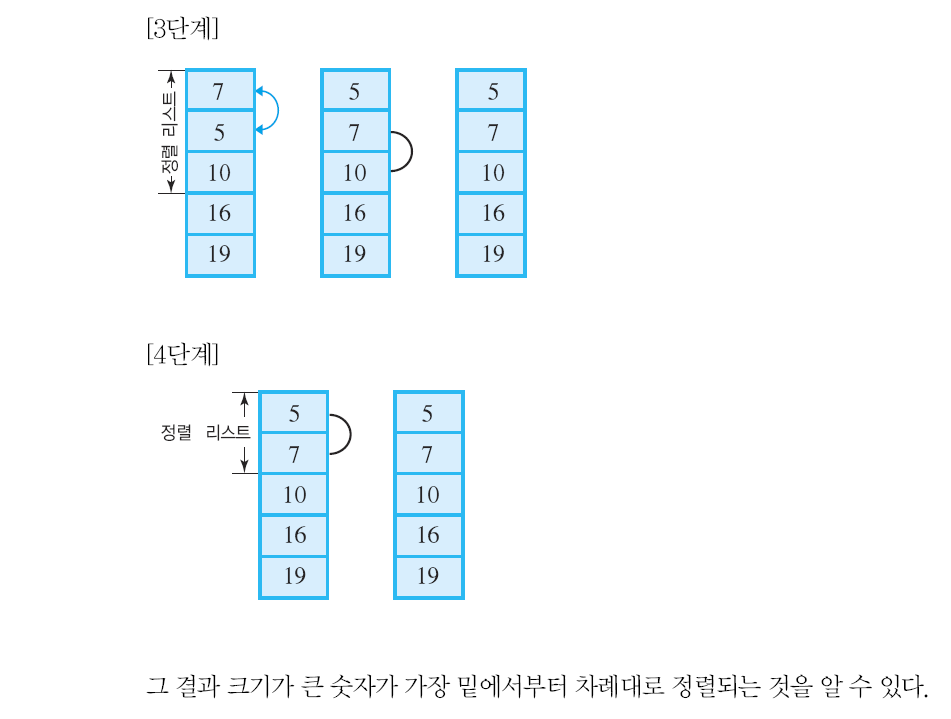 [3단계]
정렬 리스트
7 5 5
5 7 7
10 10 10
16 16 16
19 19 19
[4단계]
정렬 리스트
5 5
7 7
10 10
16 16
19 19
그 결과 크기가 큰 숫자가 가장 밑에서부터 차례대로 정렬되는 것을 알 수 있다.